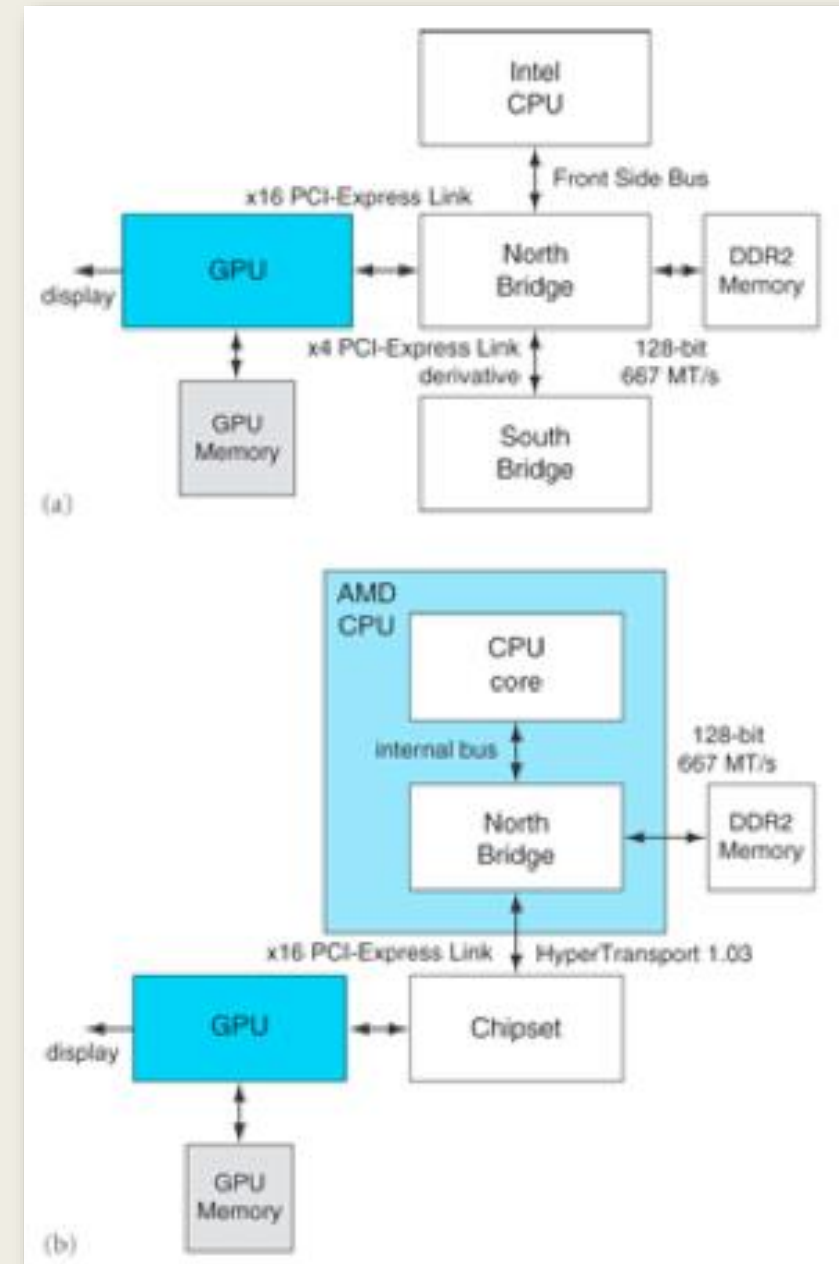 Intel
CPU
Front Side Bus
x16 PCI-Express Link
display
GPU
North
Bridge
DDR2
Memory
x4 PCI-Express Link
derivative
128-bit
667 MT/s
GPU
Memory
South
Bridge
(a)
AMD
CPU
CPU
core
internal bus
128-bit
667 MT/s
North
Bridge
DDR2
Memory
x16 PCI-Express Link
HyperTransport 1.03
display
GPU
Chipset
GPU
Memory
(b)